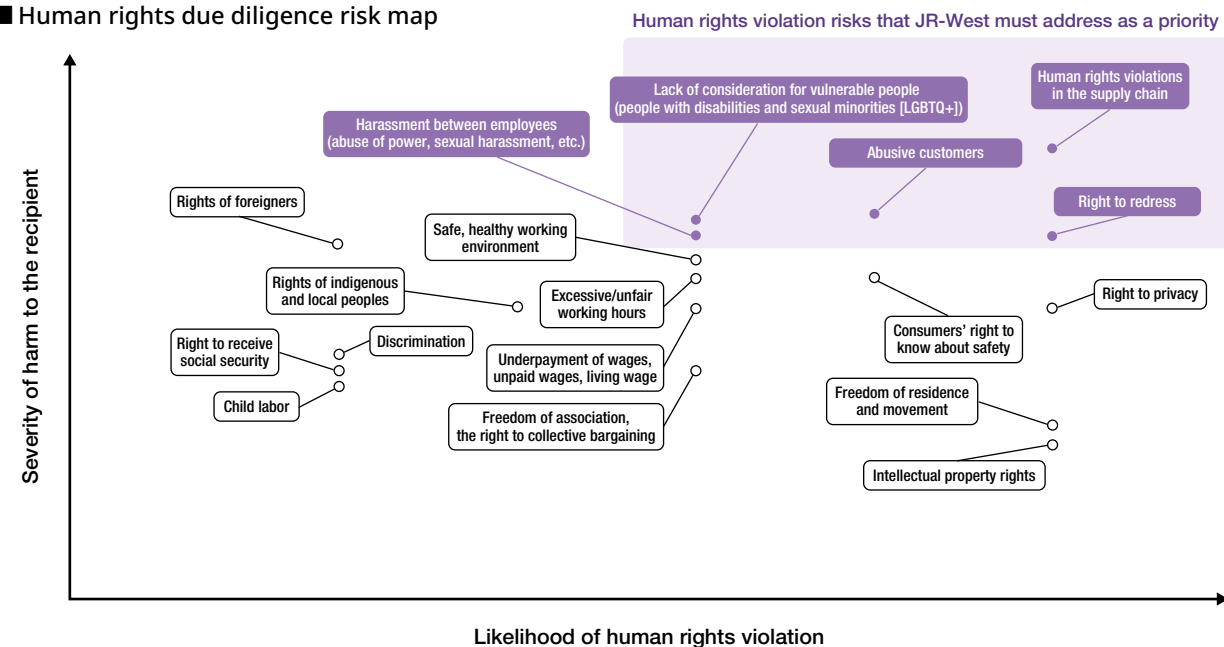 Human rights due diligence risk map
Human rights violation risks that JR-West must address as a priority
Lack of consideration for vulnerable people
(people with disabilities and sexual minorities [LGBTQ+])
Human rights violations
in the supply chain
Harassment between employees
(abuse of power, sexual harassment, etc.)
Abusive customers
Right to redress
Rights of foreigners
Safe, healthy working
environment
Rights of indigenous
and local peoples
Excessive/unfair
working hours
Right to privacy
Consumers’ right to
know about safety
Discrimination
Right to receive
social security
Underpayment of wages,
unpaid wages, living wage
Child labor
Freedom of residence
and movement
Freedom of association,
the right to collective bargaining
Intellectual property rights
Severity of harm to the recipient
Likelihood of human rights violation